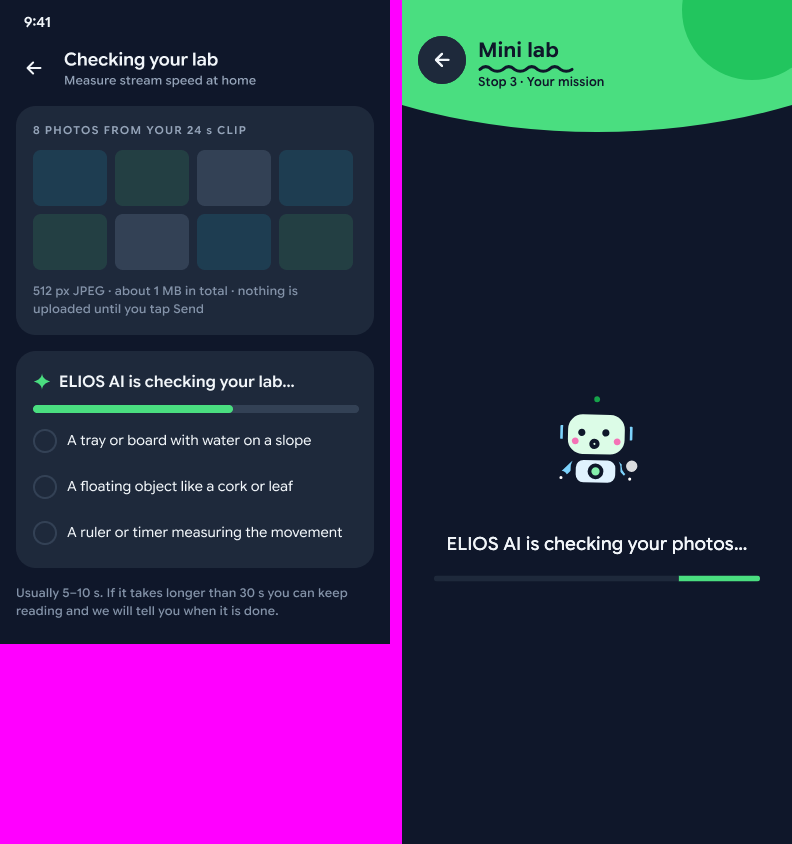 9:41
Checking your lab
Measure stream speed at home
8 PHOTOS FROM YOUR 24 s CLIP
512 px JPEG · about 1 MB in total · nothing is
uploaded until you tap Send
ELIOS AI is checking your lab...
A tray or board with water on a slope
A floating object like a cork or leaf
A ruler or timer measuring the movement
Usually 5–10 s. If it takes longer than 30 s you can keep
reading and we will tell you when it is done.
Mini lab
Stop 3 · Your mission
ELIOS AI is checking your photos...